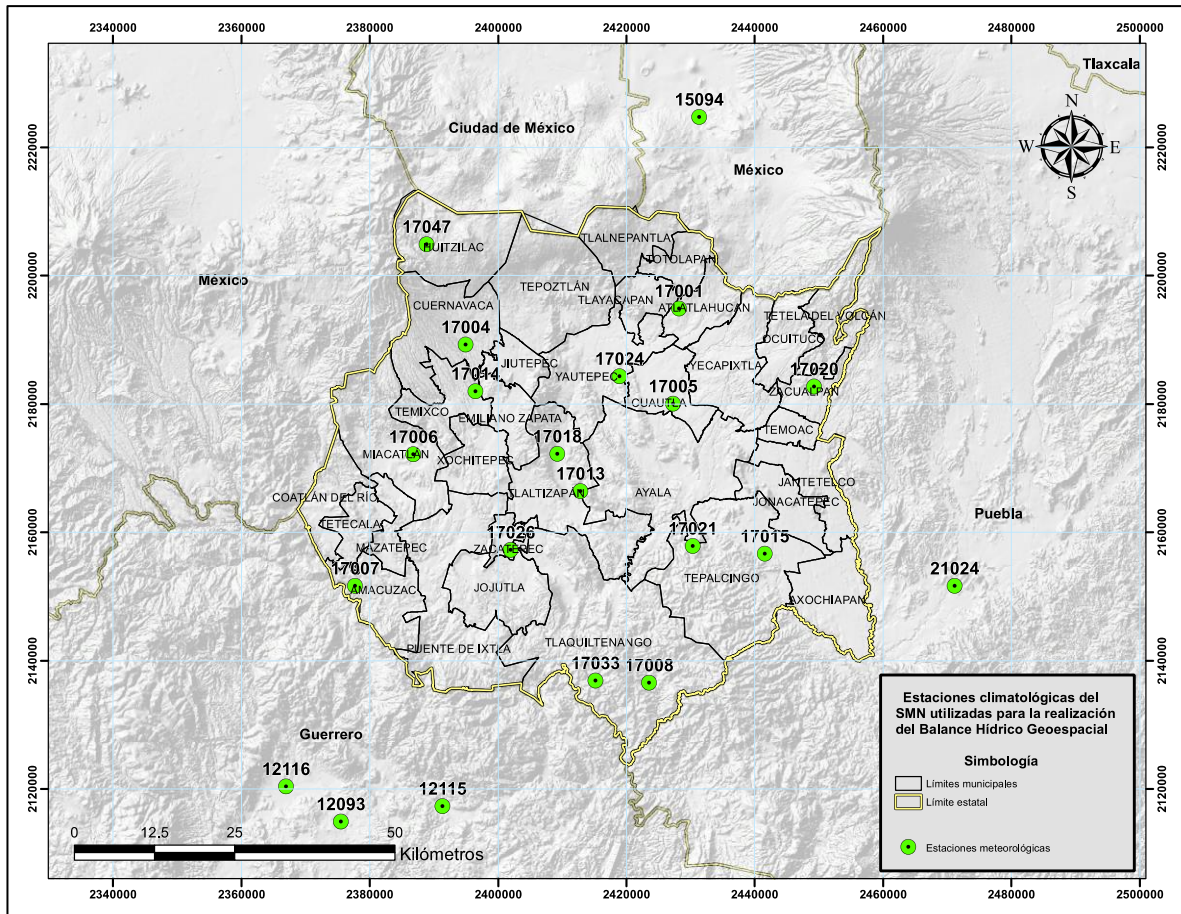 2340000 2360000 2380000 2400000 2420000 2440000 2460000 2480000 2500000
Tlaxcala
15094
Ciudad de México
N
W E
S
2220000 2220000
México
17047
HUITZILAC
TLALNEPANTLA
TOTOLAPAN
México
2200000 2200000
TEPOZTLÁN
17001
TLAYACAPAN
ATLATLAHUCAN
CUERNAVACA
TETELA DEL VOLCÁN
OCUITUCO
17004
JIUTEPEC
17024
YECAPIXTLA
YAUTEPEC
17014
17005
17020
ZACUALPAN
CUAUTLA
2180000 2180000
TEMIXCO
EMILIANO ZAPATA
TEMOAC
17006
17018
MIACATLÁN
XOCHITEPEC
17013
JANTETELCO
COATLÁN DEL RÍO
TLALTIZAPÁN
AYALA
JONACATEPEC
Puebla
TETECALA
17026
17021
17015
2160000 2160000
MAZATEPEC
ZACATEPEC
17007
TEPALCINGO
21024
AMACUZAC
JOJUTLA
AXOCHIAPAN
TLAQUILTENANGO
PUENTE DE IXTLA
2140000 2140000
17033 17008
Guerrero
12116
12115
12093
2120000 2120000
0 12.5 25 50
Kilómetros
Estaciones climatológicas del
SMN utilizadas para la realización
del Balance Hídrico Geoespacial
Simbología
Límites municipales
Límite estatal
Estaciones meteorológicas
2340000 2360000 2380000 2400000 2420000 2440000 2460000 2480000 2500000